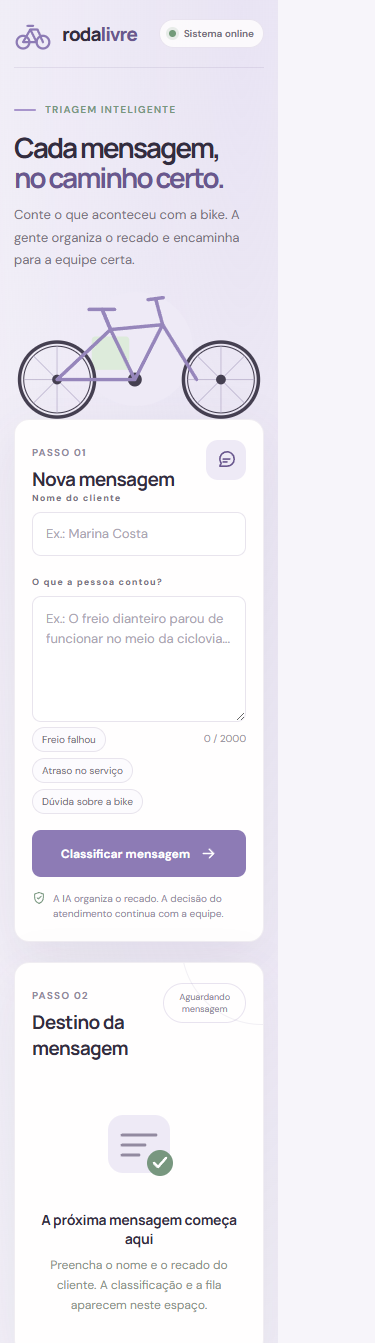 rodalivre
Sistema online
TRIAGEM INTELIGENTE
Cada mensagem,
no caminho certo.
Conte o que aconteceu com a bike. A
gente organiza o recado e encaminha
para a equipe certa.
PASSO 01
Nova mensagem
Nome do cliente
Ex.: Marina Costa
O que a pessoa contou?
Ex.: O freio dianteiro parou de
funcionar no meio da ciclovia...
Freio falhou
0 / 2000
Atraso no serviço
Dúvida sobre a bike
Classificar mensagem →
A IA organiza o recado. A decisão do
atendimento continua com a equipe.
PASSO 02
Aguardando
mensagem
Destino da
mensagem
A próxima mensagem começa
aqui
Preencha o nome e o recado do
cliente. A classificação e a fila
aparecem neste espaço.